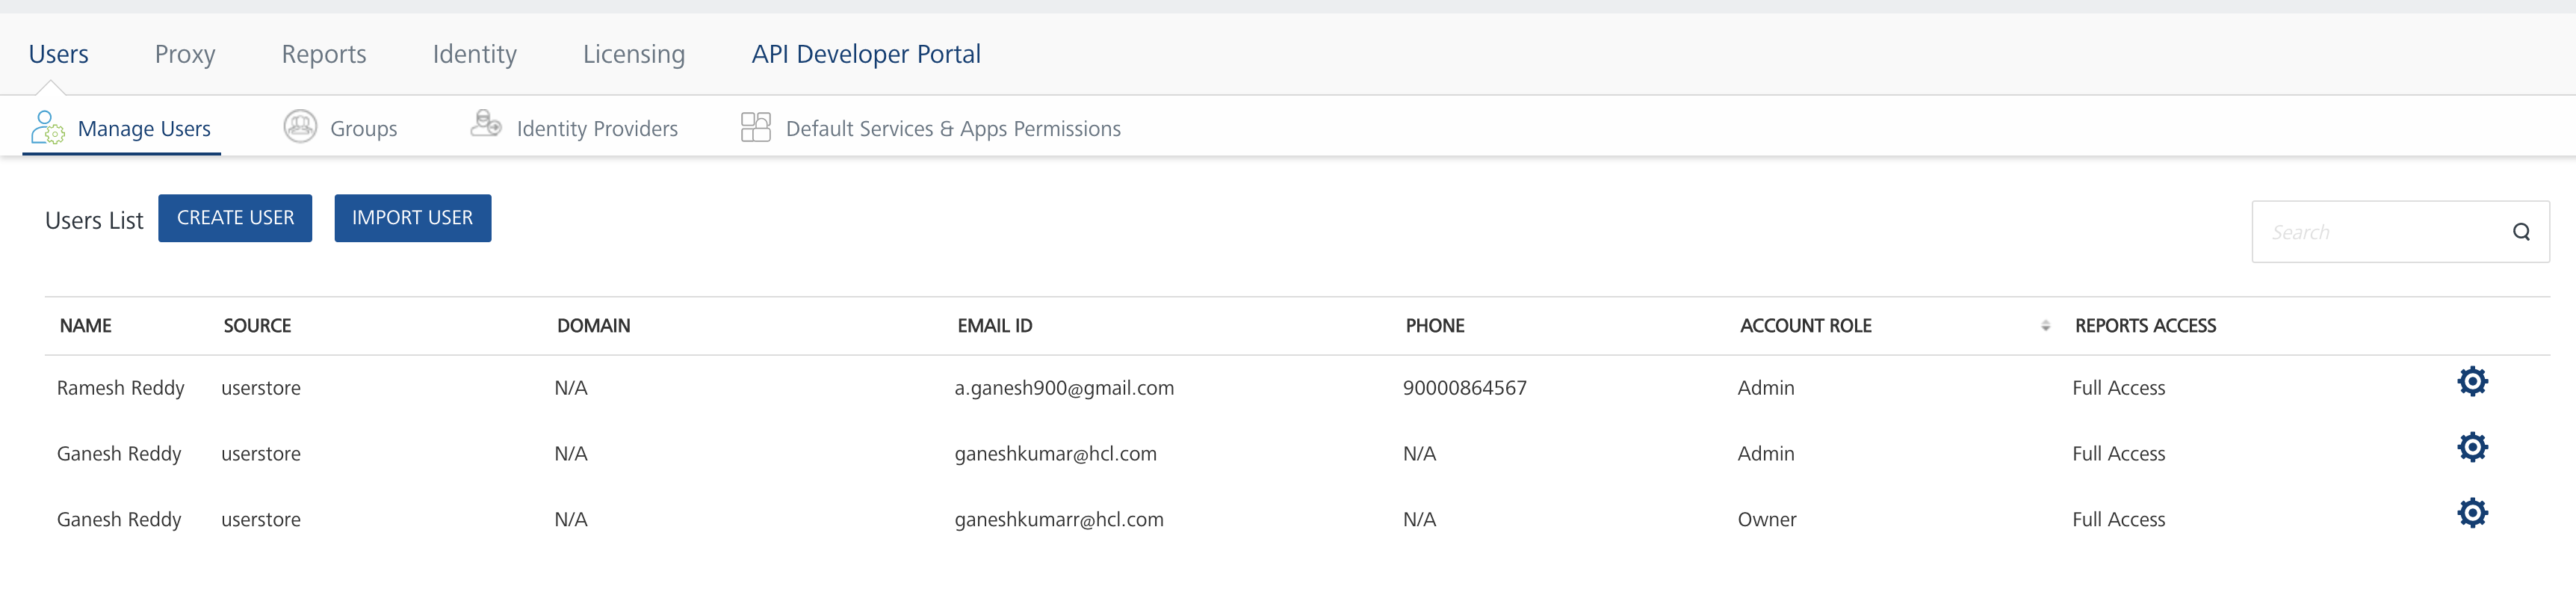 Users Proxy Reports Identity Licensing API Developer Portal
Manage Users Groups Identity Providers Default Services & Apps Permissions
Users List CREATE USER IMPORT USER Search
NAME SOURCE DOMAIN EMAIL ID PHONE ACCOUNT ROLE REPORTS ACCESS
Ramesh Reddy userstore N/A a.ganesh900@gmail.com 90000864567 Admin Full Access
Ganesh Reddy userstore N/A ganeshkumar@hcl.com N/A Admin Full Access
Ganesh Reddy userstore N/A ganeshkumarr@hcl.com N/A Owner Full Access